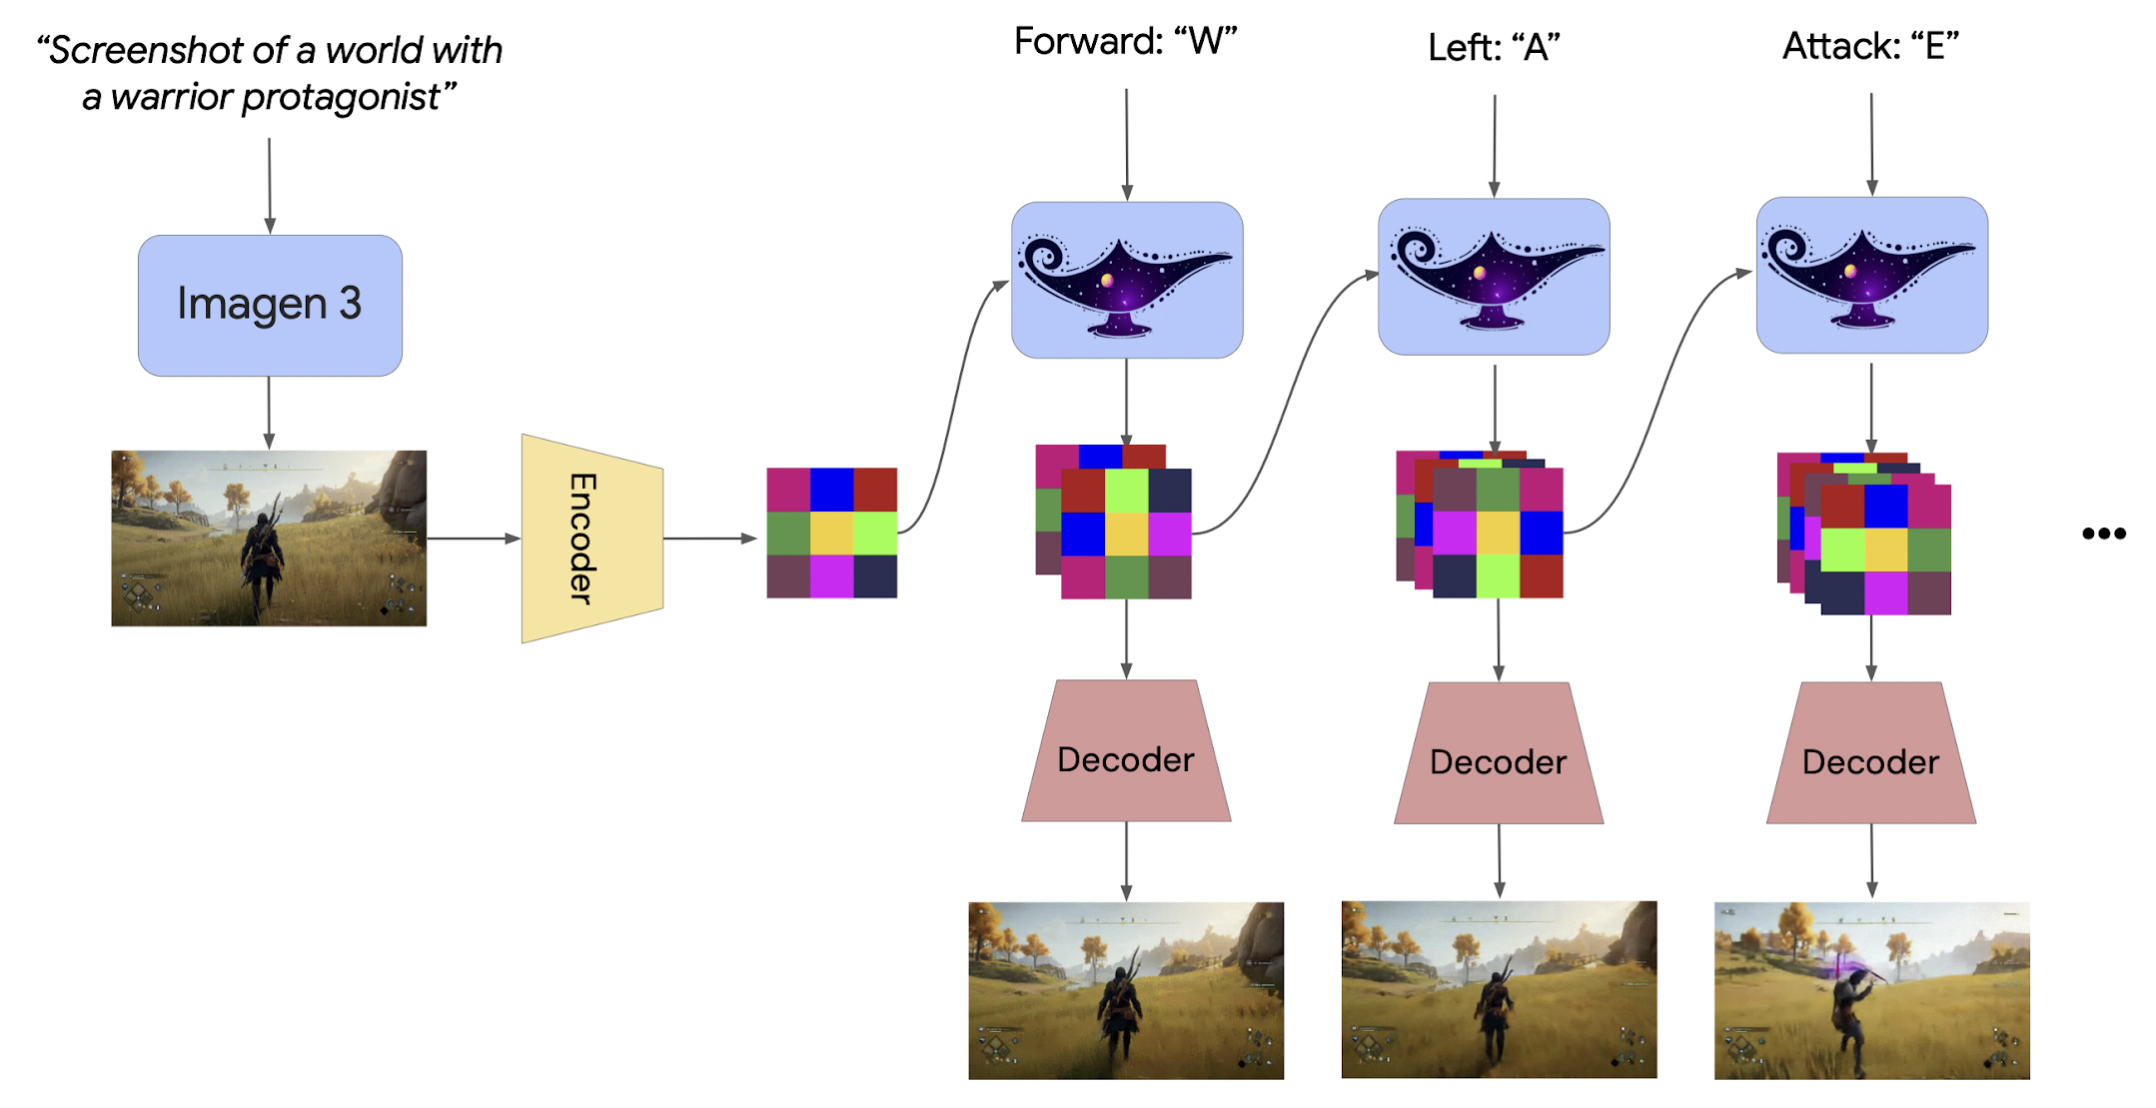 “Screenshot of a world with
a warrior protagonist”
Forward: “W”
Left: “A”
Attack: “E”
Imagen 3
Encoder
Decoder
Decoder
Decoder
•••